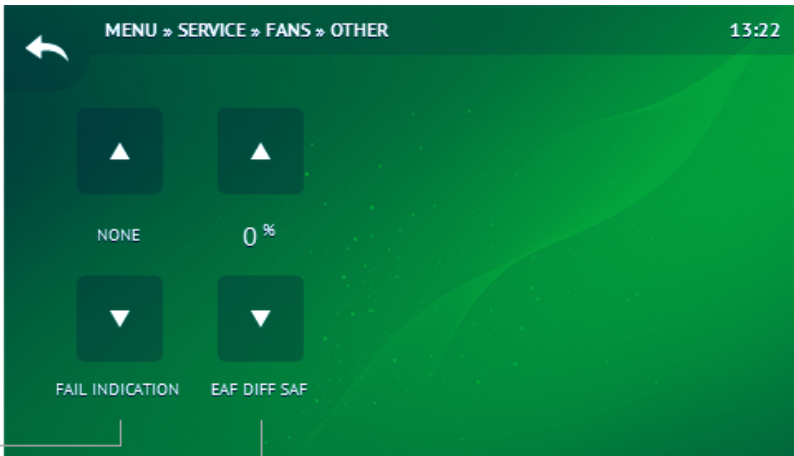 MENU » SERVICE » FANS » OTHER 13:22
NONE 0 %
FAIL INDICATION EAF DIFF SAF